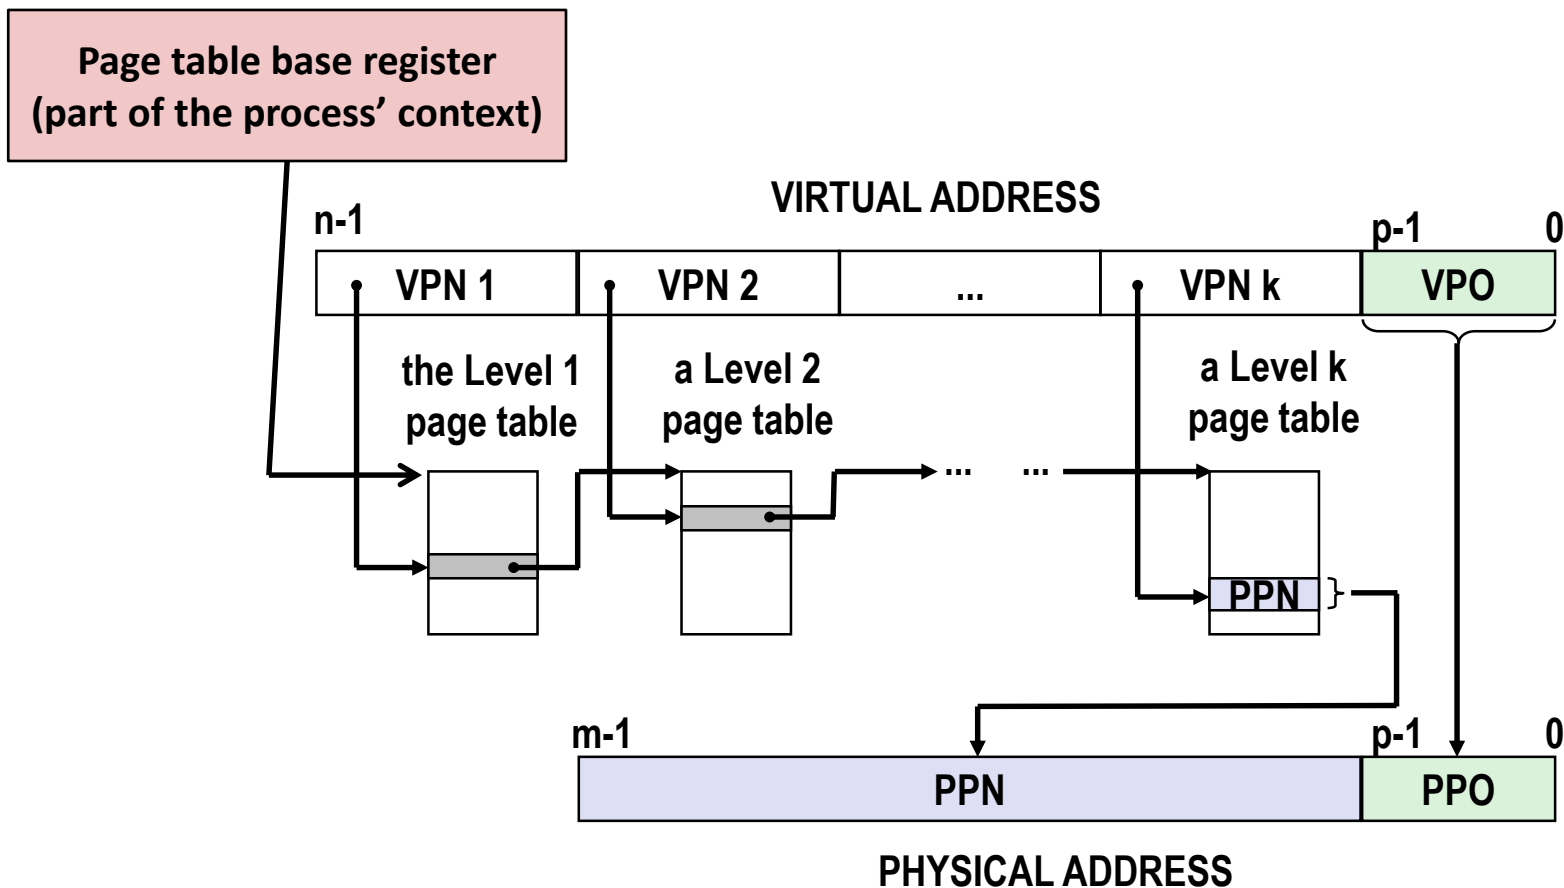 Page table base register
(part of the process’ context)
VIRTUAL ADDRESS
n-1
p-1
0
VPN 1
VPN 2
...
VPN k
VPO
the Level 1
page table
a Level 2
page table
a Level k
page table
...
...
PPN
m-1
p-1
0
PPN
PPO
PHYSICAL ADDRESS